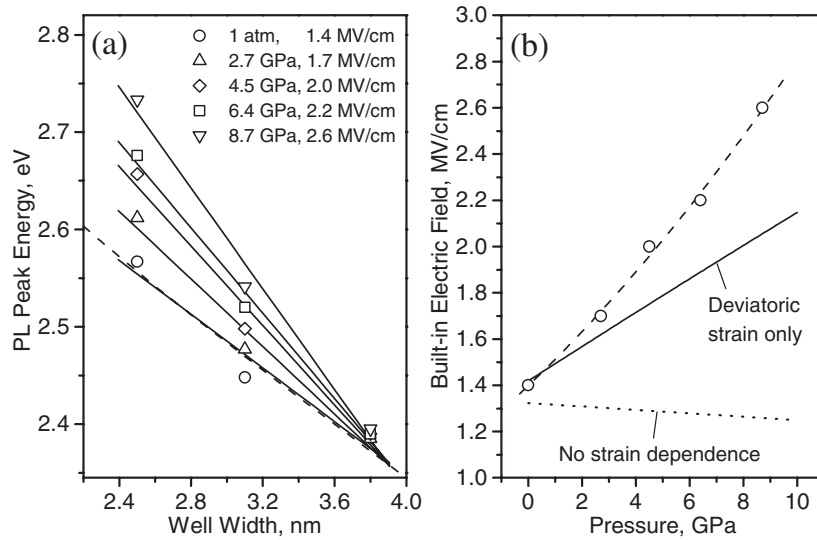 (a)
1 atm, 1.4 MV/cm
2.7 GPa, 1.7 MV/cm
4.5 GPa, 2.0 MV/cm
6.4 GPa, 2.2 MV/cm
8.7 GPa, 2.6 MV/cm
2.8
2.7
2.6
2.5
2.4
PL Peak Energy, eV
2.4
2.8
3.2
3.6
4.0
Well Width, nm
(b)
3.0
2.8
2.6
2.4
2.2
2.0
1.8
1.6
1.4
1.2
1.0
Built-in Electric Field, MV/cm
Deviatoric
strain only
No strain dependence
0
2
4
6
8
10
Pressure, GPa